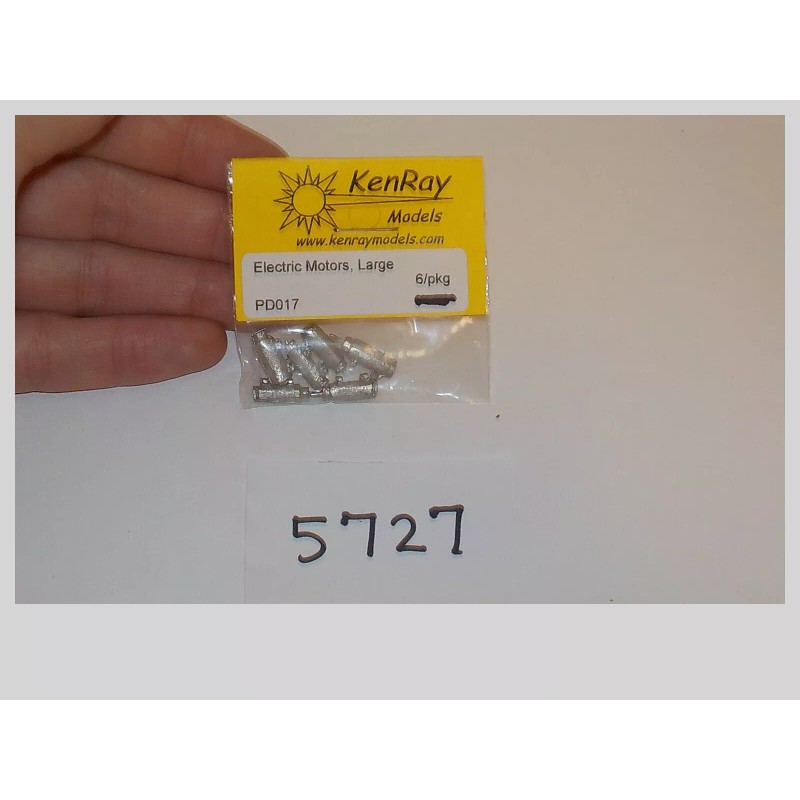 KenRay
Models
www.kenraymodels.com
Electric Motors, Large
6/pkg
PD017
5727